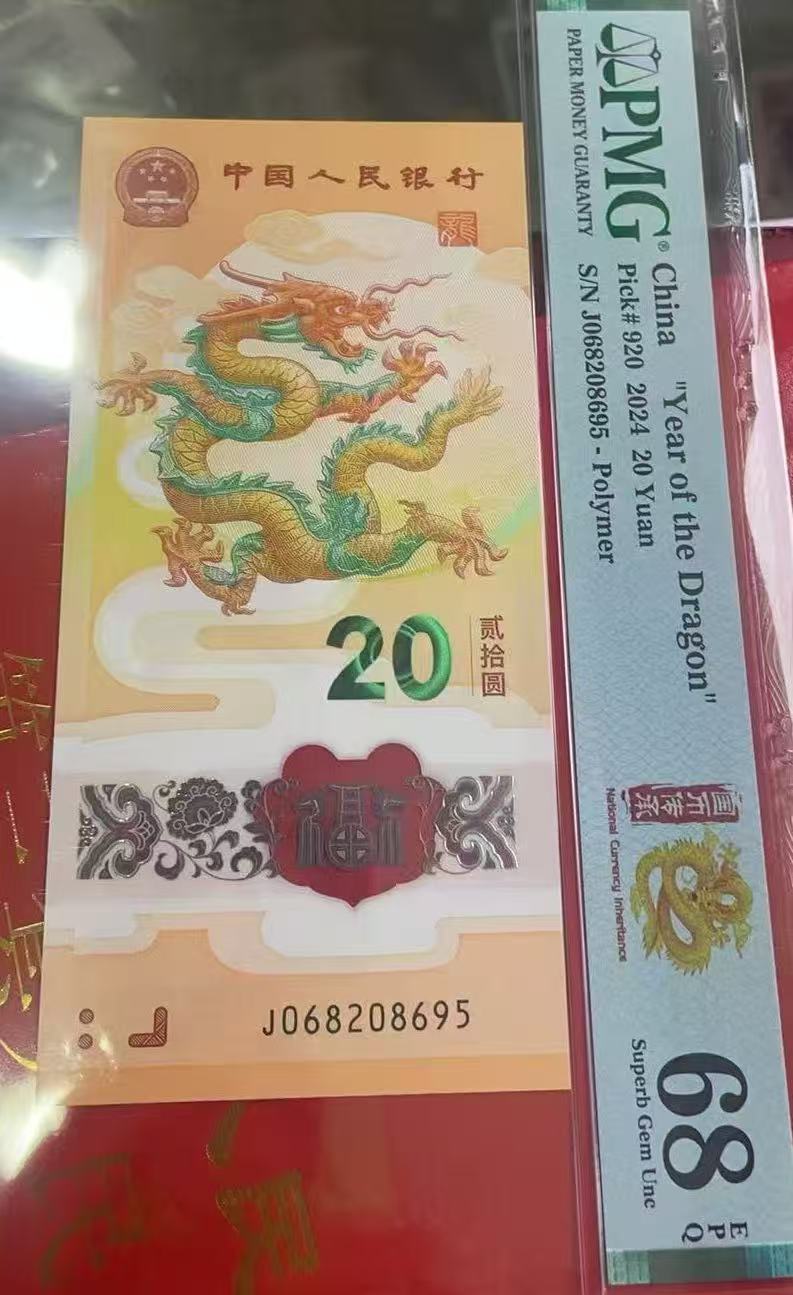 中国人民银行
龍
20
贰拾圆
J068208695
PMG®
PAPER MONEY GUARANTY
China "Year of the Dragon"
Pick# 920 2024 20 Yuan
S/N J068208695 - Polymer
国币传承
National Currency Inheritance
68
EPQ
Superb Gem Unc